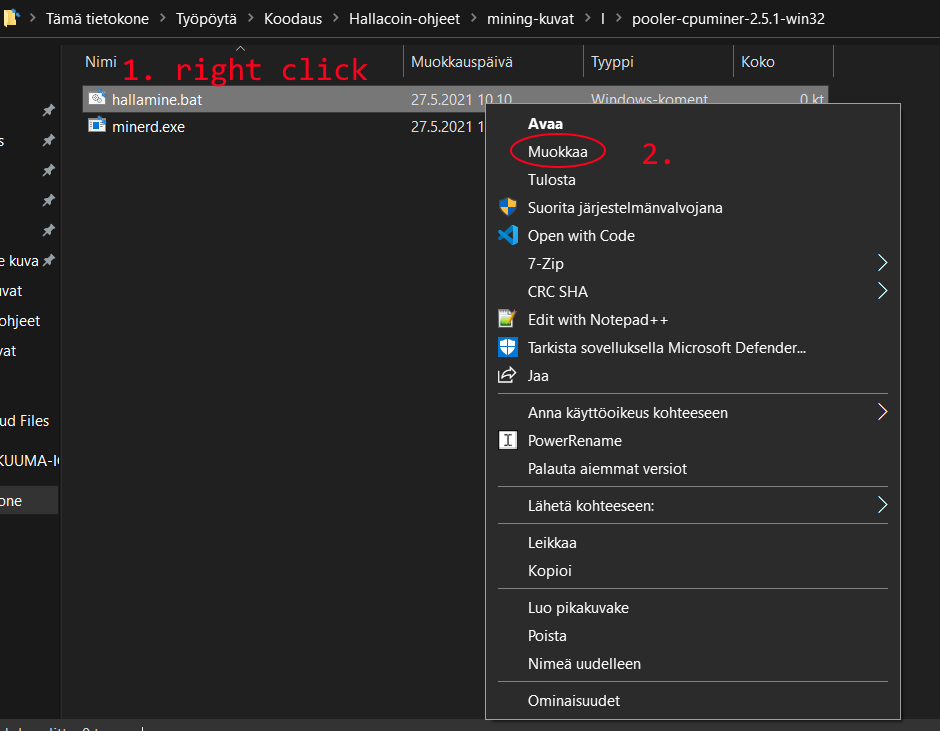 Tämä tietokone > Työpöytä > Koodaus > Hallacoin-ohjeet > mining-kuvat > I > pooler-cpuminer-2.5.1-win32
Nimi Muokkauspäivä Tyyppi Koko
1. right click
hallamine.bat 27.5.2021 10.10 Windows-koment 0 kt
minerd.exe 27.5.2021 1
s
e kuva
vat
ohjeet
vat
ud Files
KUUMA-I
one
Avaa
Muokkaa 2.
Tulosta
Suorita järjestelmänvalvojana
Open with Code
7-Zip
CRC SHA
Edit with Notepad++
Tarkista sovelluksella Microsoft Defender...
Jaa
Anna käyttöoikeus kohteeseen
PowerRename
Palauta aiemmat versiot
Lähetä kohteeseen:
Leikkaa
Kopioi
Luo pikakuvake
Poista
Nimeä uudelleen
Ominaisuudet